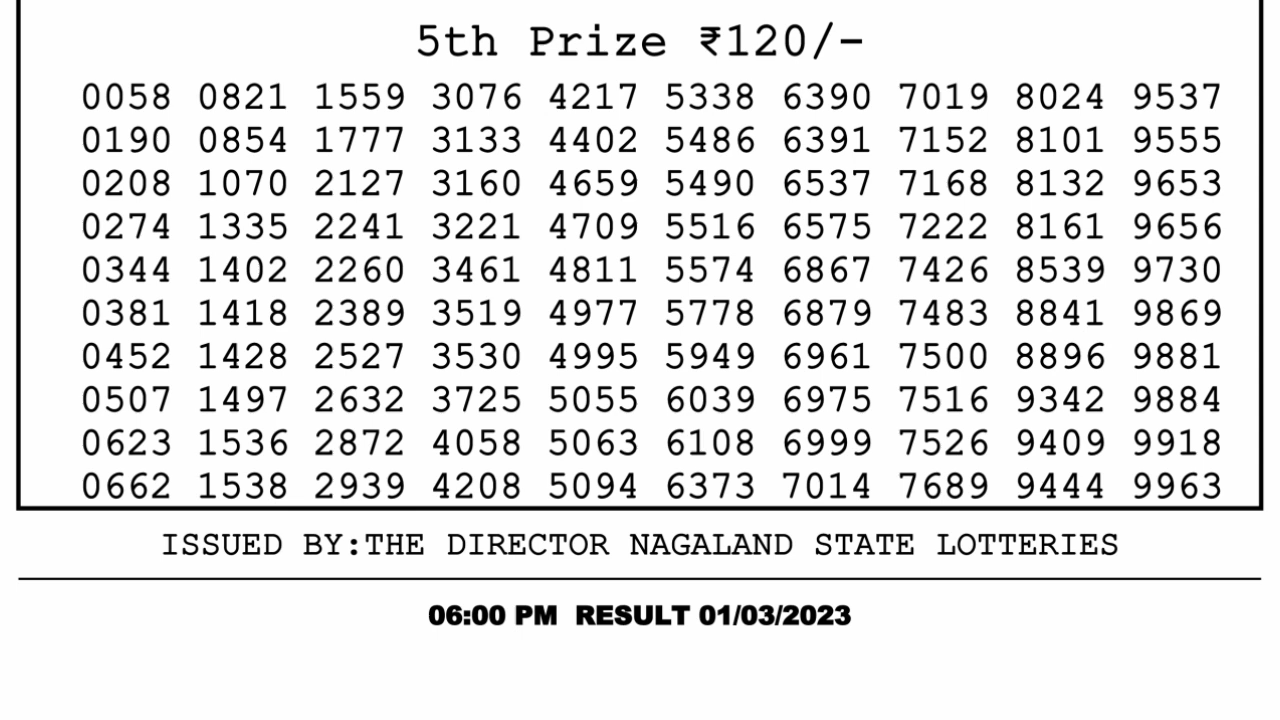 5th Prize ₹120/-
0058 0821 1559 3076 4217 5338 6390 7019 8024 9537
0190 0854 1777 3133 4402 5486 6391 7152 8101 9555
0208 1070 2127 3160 4659 5490 6537 7168 8132 9653
0274 1335 2241 3221 4709 5516 6575 7222 8161 9656
0344 1402 2260 3461 4811 5574 6867 7426 8539 9730
0381 1418 2389 3519 4977 5778 6879 7483 8841 9869
0452 1428 2527 3530 4995 5949 6961 7500 8896 9881
0507 1497 2632 3725 5055 6039 6975 7516 9342 9884
0623 1536 2872 4058 5063 6108 6999 7526 9409 9918
0662 1538 2939 4208 5094 6373 7014 7689 9444 9963
ISSUED BY:THE DIRECTOR NAGALAND STATE LOTTERIES
06:00 PM RESULT 01/03/2023